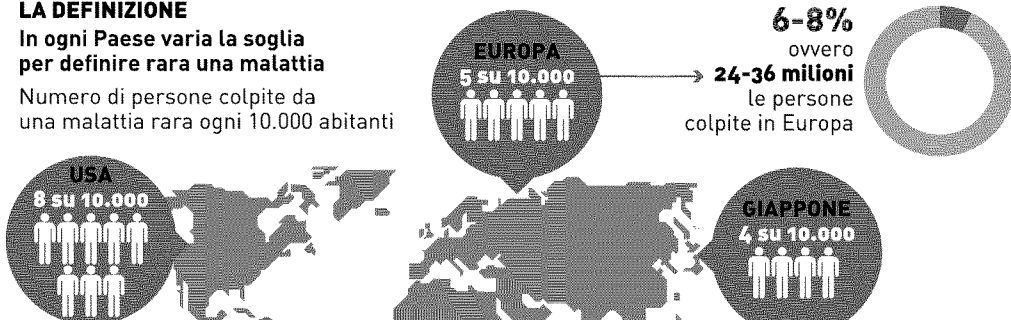 LA DEFINIZIONE
In ogni Paese varia la soglia
per definire rara una malattia
Numero di persone colpite da
una malattia rara ogni 10.000 abitanti
EUROPA
5 su 10.000
6-8%
ovvero
24-36 milioni
le persone
colpite in Europa
USA
8 su 10.000
GIAPPONE
4 su 10.000